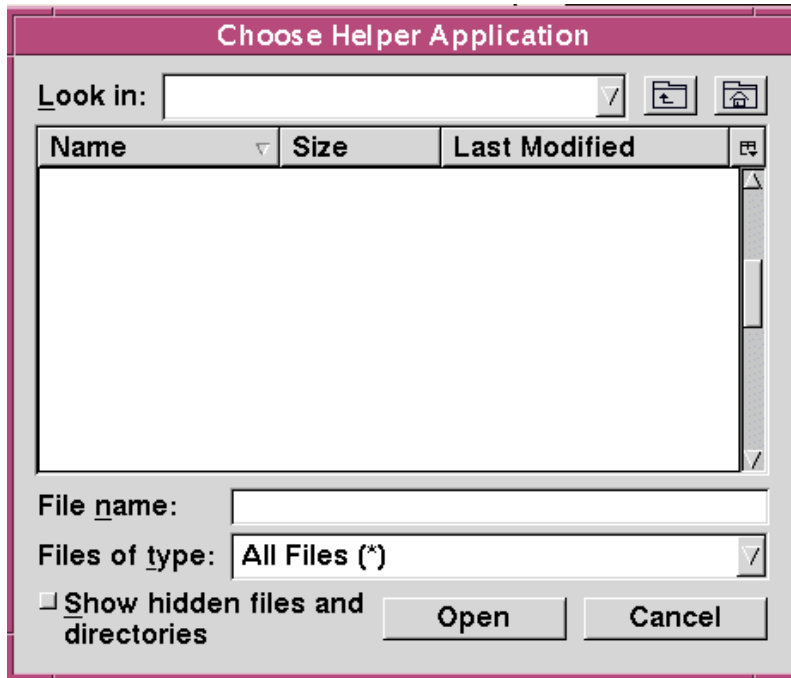 Choose Helper Application
Look in:
Name Size Last Modified
File name:
Files of type: All Files (*)
Show hidden files and
directories
Open Cancel